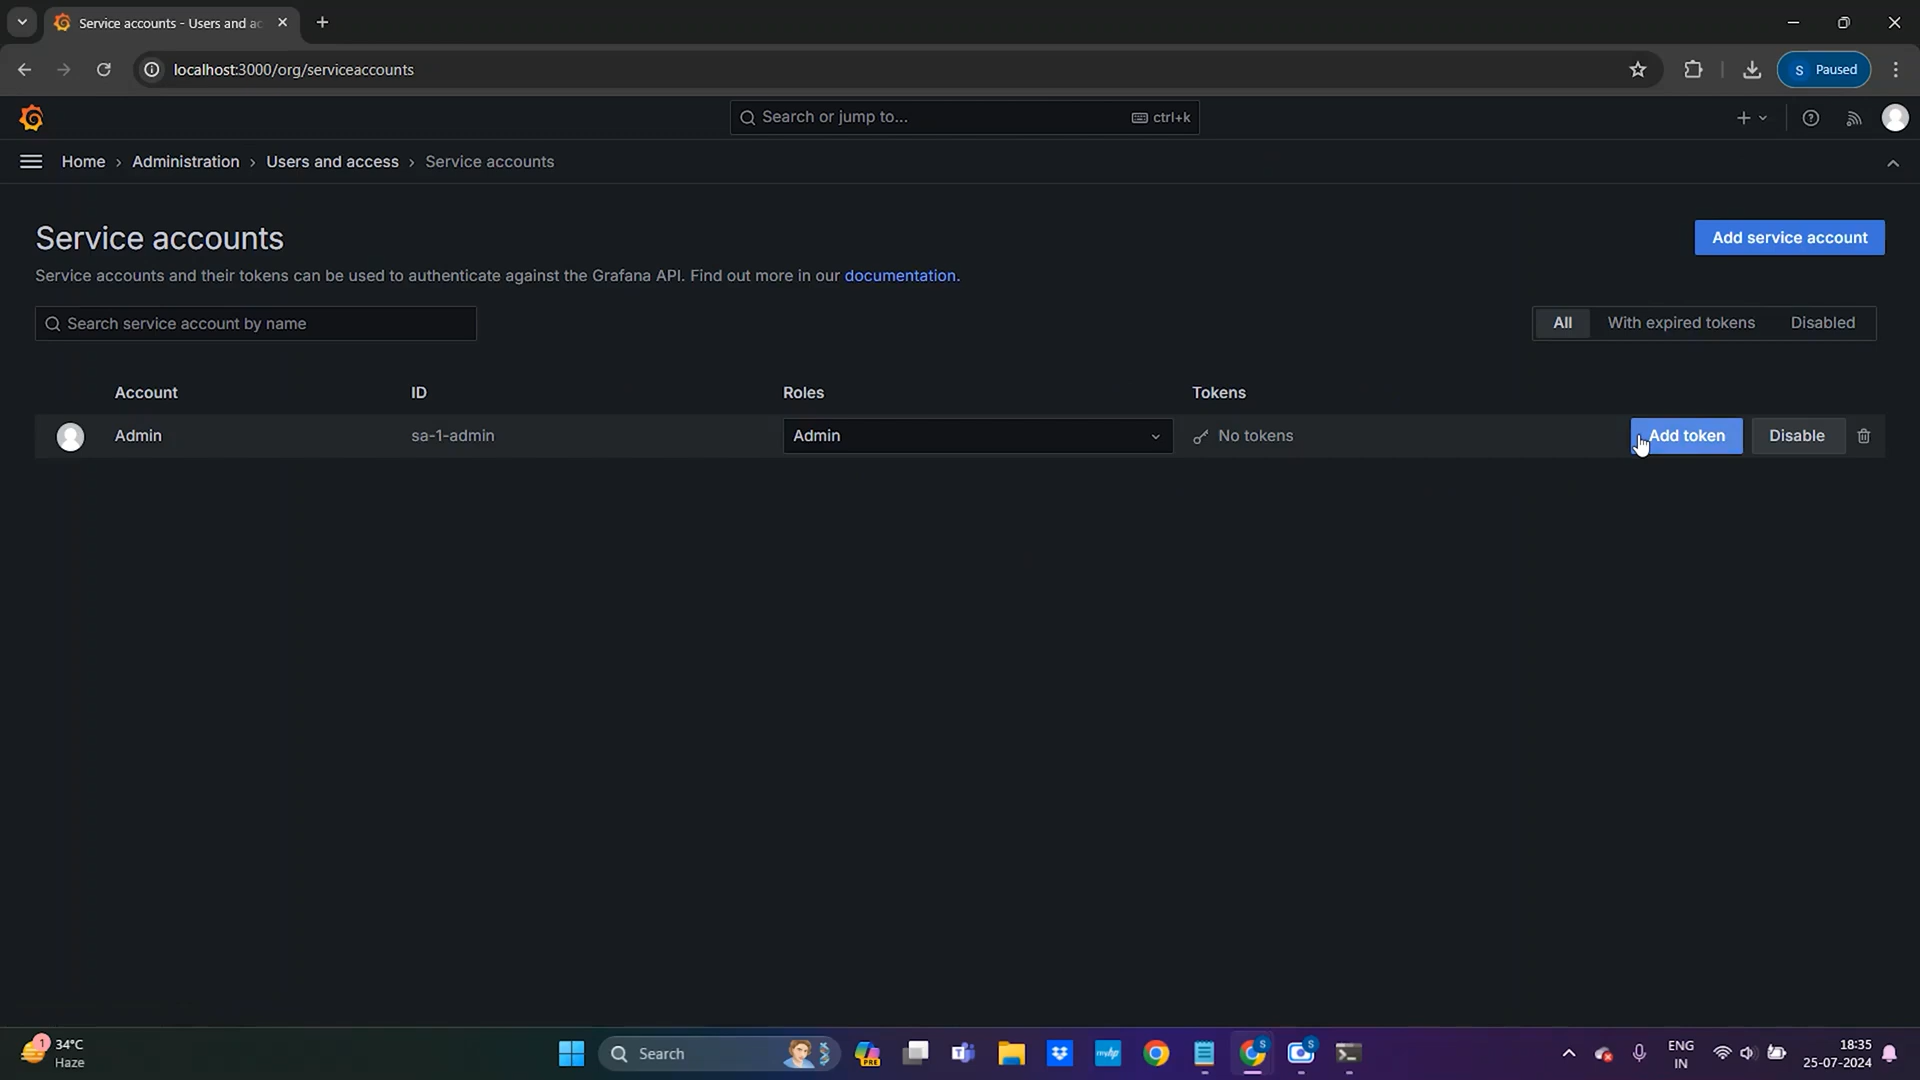 Service accounts - Users and ac
localhost:3000/org/serviceaccounts
S Paused
Search or jump to... ctrl+k
Home › Administration › Users and access › Service accounts
Service accounts
Add service account
Service accounts and their tokens can be used to authenticate against the Grafana API. Find out more in our documentation.
Search service account by name
All With expired tokens Disabled
Account ID Roles Tokens
Admin sa-1-admin Admin No tokens Add token Disable
1 34°C
Haze
Search
PRE
myhp
S
S
ENG
IN
18:35
25-07-2024